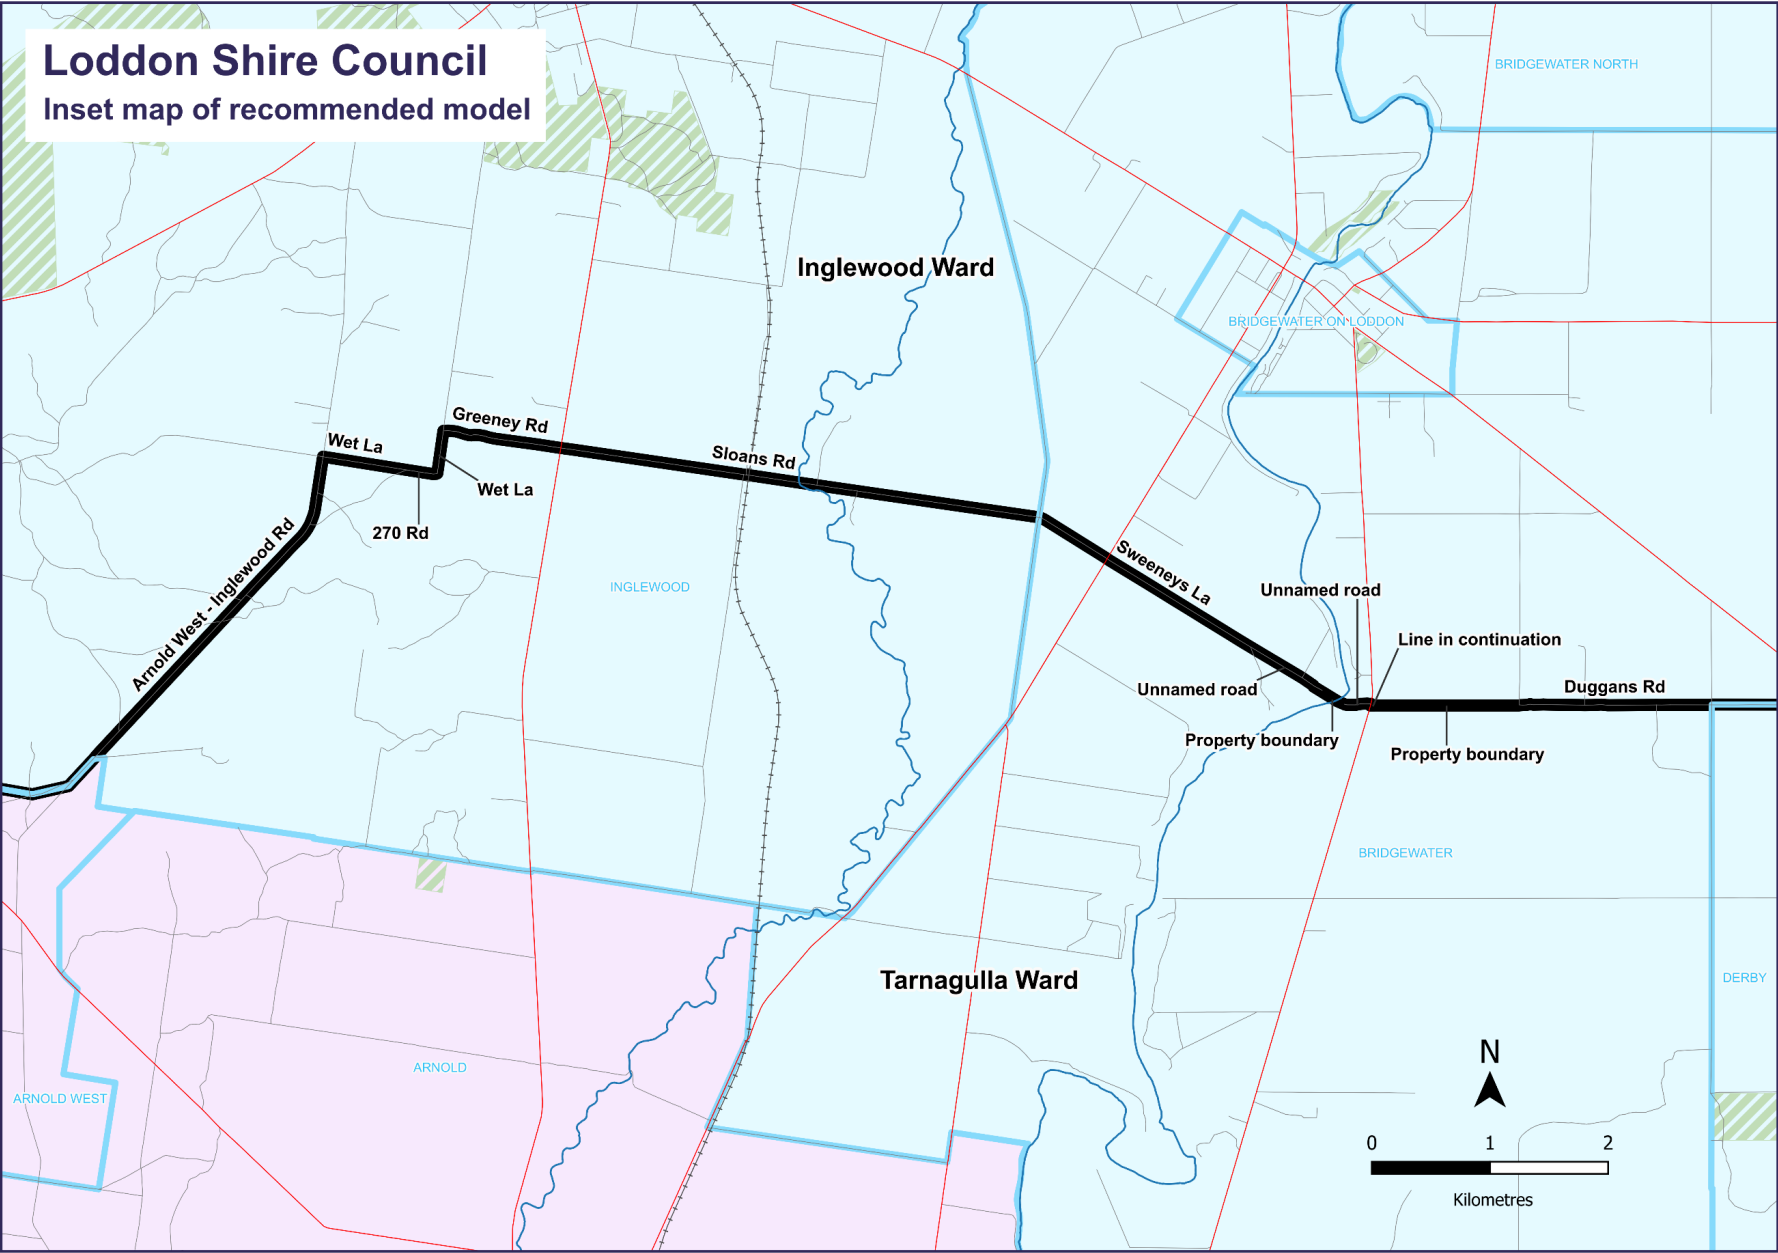 Loddon Shire Council
Inset map of recommended model
BRIDGEWATER NORTH
Inglewood Ward
BRIDGEWATER ON LODDON
Greeney Rd
Wet La
Sloans Rd
Wet La
270 Rd
Arnold West - Inglewood Rd
INGLEWOOD
Sweeneys La
Unnamed road
Line in continuation
Unnamed road
Duggans Rd
Property boundary
Property boundary
BRIDGEWATER
Tarnagulla Ward
DERBY
ARNOLD
ARNOLD WEST
N
0 1 2
Kilometres